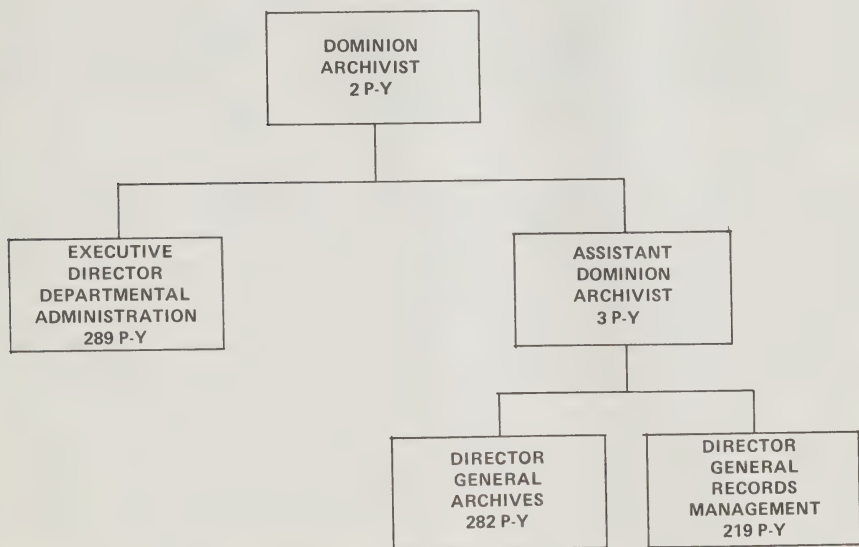 DOMINION
ARCHIVIST
2 P-Y
EXECUTIVE
DIRECTOR
DEPARTMENTAL
ADMINISTRATION
289 P-Y
ASSISTANT
DOMINION
ARCHIVIST
3 P-Y
DIRECTOR
GENERAL
ARCHIVES
282 P-Y
DIRECTOR
GENERAL
RECORDS
MANAGEMENT
219 P-Y